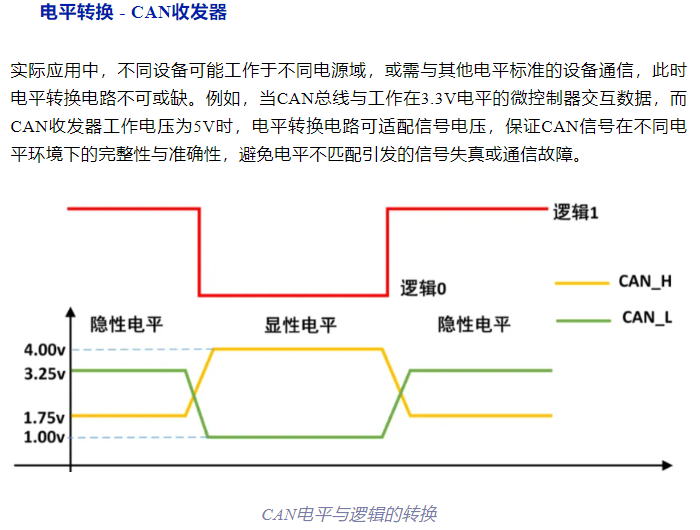 电平转换 - CAN收发器
实际应用中，不同设备可能工作于不同电源域，或需与其他电平标准的设备通信，此时
电平转换电路不可或缺。例如，当CAN总线与工作在3.3V电平的微控制器交互数据，而
CAN收发器工作电压为5V时，电平转换电路可适配信号电压，保证CAN信号在不同电
平环境下的完整性与准确性，避免电平不匹配引发的信号失真或通信故障。
逻辑1
逻辑0
CAN_H
CAN_L
隐性电平
显性电平
隐性电平
4.00v
3.25v
1.75v
1.00v
CAN电平与逻辑的转换